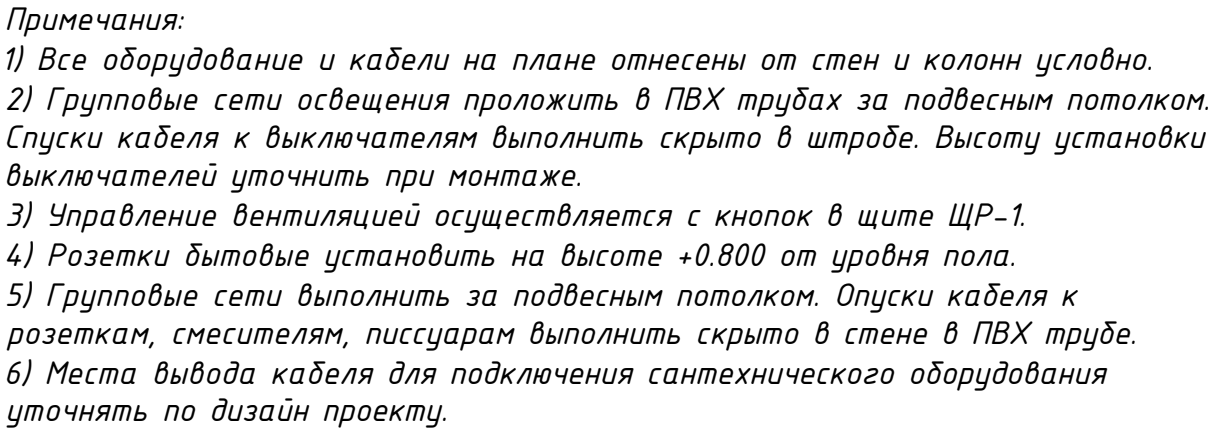 Примечания:
1) Все оборудование и кабели на плане отнесены от стен и колонн условно.
2) Групповые сети освещения проложить в ПВХ трубах за подвесным потолком.
Спуски кабеля к выключателям выполнить скрыто в штробе. Высоту установки
выключателей уточнить при монтаже.
3) Управление вентиляцией осуществляется с кнопок в щите ЩР-1.
4) Розетки бытовые установить на высоте +0.800 от уровня пола.
5) Групповые сети выполнить за подвесным потолком. Опуски кабеля к
розеткам, смесителям, писсуарам выполнить скрыто в стене в ПВХ трубе.
6) Места вывода кабеля для подключения сантехнического оборудования
уточнять по дизайн проекту.